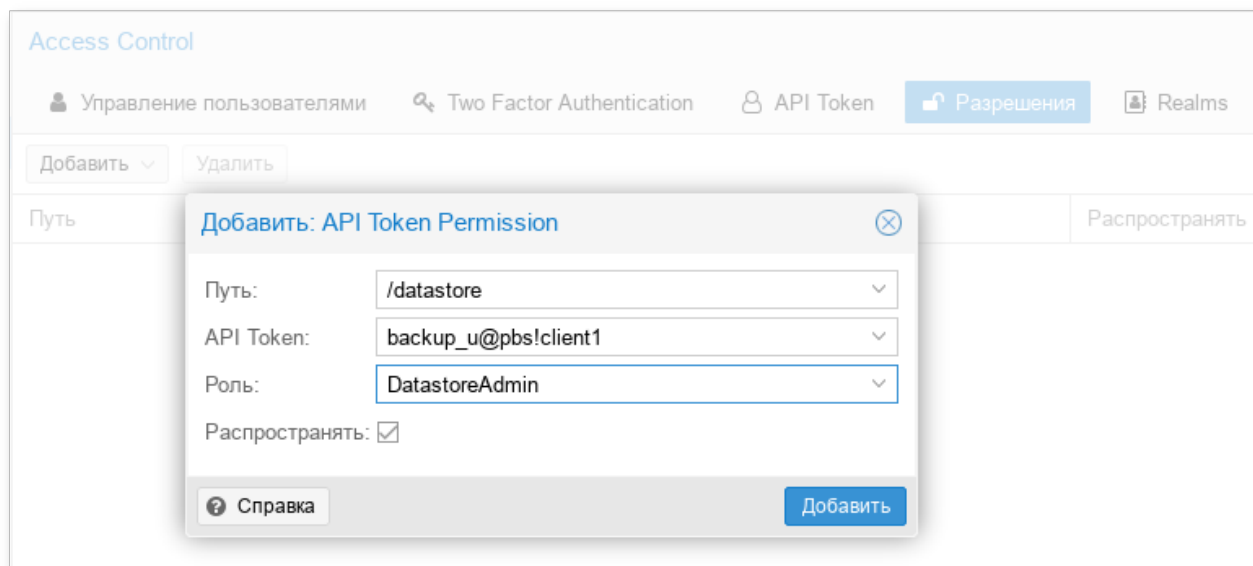 Access Control
Управление пользователями Two Factor Authentication API Token Разрешения Realms
Добавить Удалить
Путь Распространять
Добавить: API Token Permission
Путь: /datastore
API Token: backup_u@pbs!client1
Роль: DatastoreAdmin
Распространять:
Справка Добавить